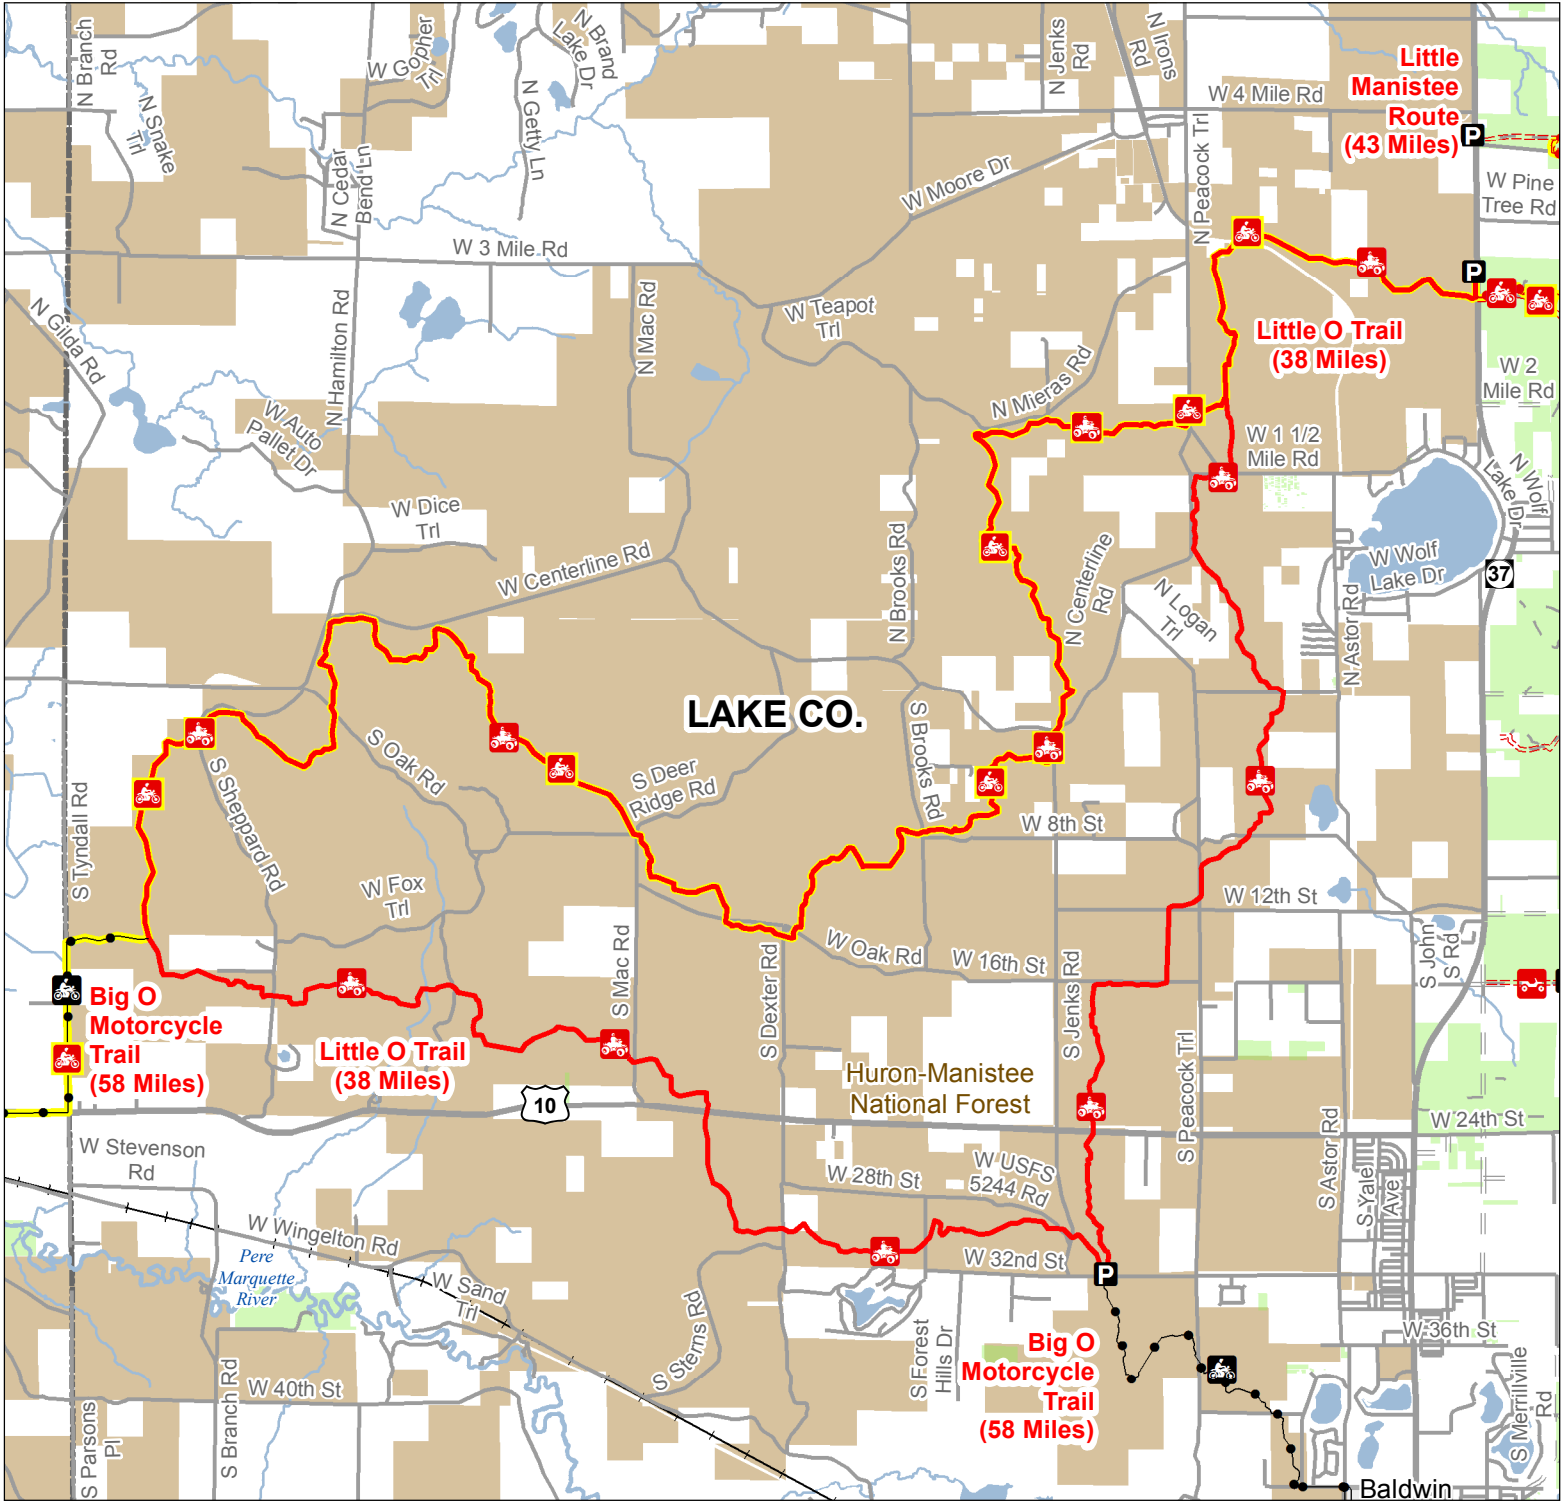 N Branch
Rd
N Snake
Trl
W Gopher
Trl
N Cedar
Bend Ln
N Getty Ln
N Brand
Lake Dr
N Jenks
Rd
N Irons
Rd
W 4 Mile Rd
Little
Manistee
Route
(43 Miles)
P
W Pine
Tree Rd
W Moore Dr
N Peacock Trl
W 3 Mile Rd
N Gilda Rd
N Hamilton Rd
N Mac Rd
W Teapot
Trl
P
Little O Trail
(38 Miles)
W 2
Mile Rd
N Mieras Rd
W Auto
Pallet Dr
W 1 1/2
Mile Rd
N Wolf
Lake Dr
W Dice
Trl
W Centerline Rd
N Brooks Rd
N Centerline
Rd
N Logan
Trl
W Wolf
Lake Dr
37
N Astor Rd
LAKE CO.
S Oak Rd
S Sheppard Rd
S Tyndall Rd
S Deer
Ridge Rd
S Brooks Rd
W 8th St
W Fox
Trl
W 12th St
S Mac Rd
W Oak Rd
W 16th St
S Dexter Rd
S Jenks Rd
S John
S Rd
Big O
Motorcycle
Trail
(58 Miles)
Little O Trail
(38 Miles)
10
Huron-Manistee
National Forest
S Peacock Trl
W 24th St
S Astor Rd
S Yale
Ave
W Stevenson
Rd
W 28th St
W USFS
5244 Rd
W Wingelton Rd
W 32nd St
P
Pere
Marquette
River
W Sand
Trl
S Sterns Rd
S Forest
Hills Dr
Big O
Motorcycle
Trail
(58 Miles)
W 36th St
S Merrillville
Rd
W 40th St
S Branch Rd
S Parsons
Pl
Baldwin